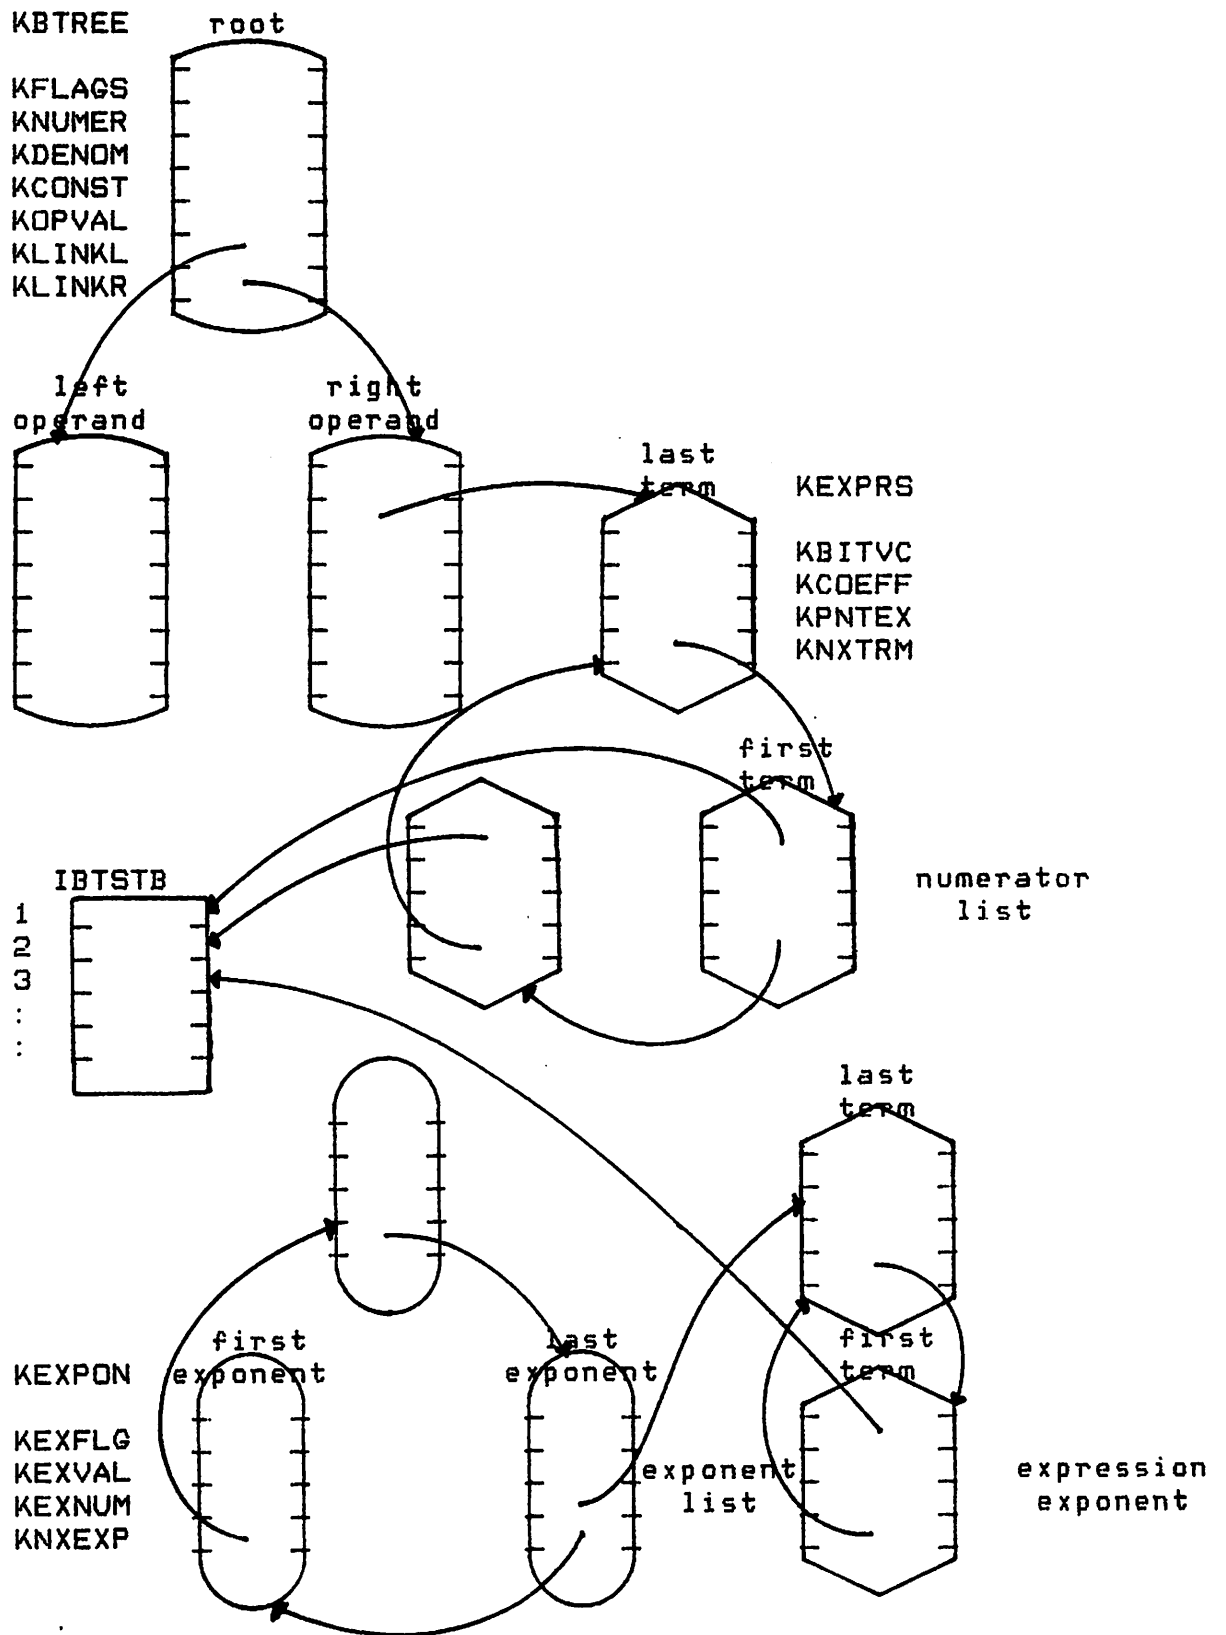 KBTREE
root
KFLAGS
KNUMER
KDENOM
KCONST
KOPVAL
KLINKL
KLINKR
left
operand
right
operand
last
term
KEXPRS
KBITVC
KCOEFF
KPNTEX
KNXTRM
first
term
IBTSTB
1
2
3
:
:
numerator
list
last
term
first
exponent
last
exponent
first
term
KEXPON
KEXFLG
KEXVAL
KEXNUM
KNXEXP
exponent
list
expression
exponent